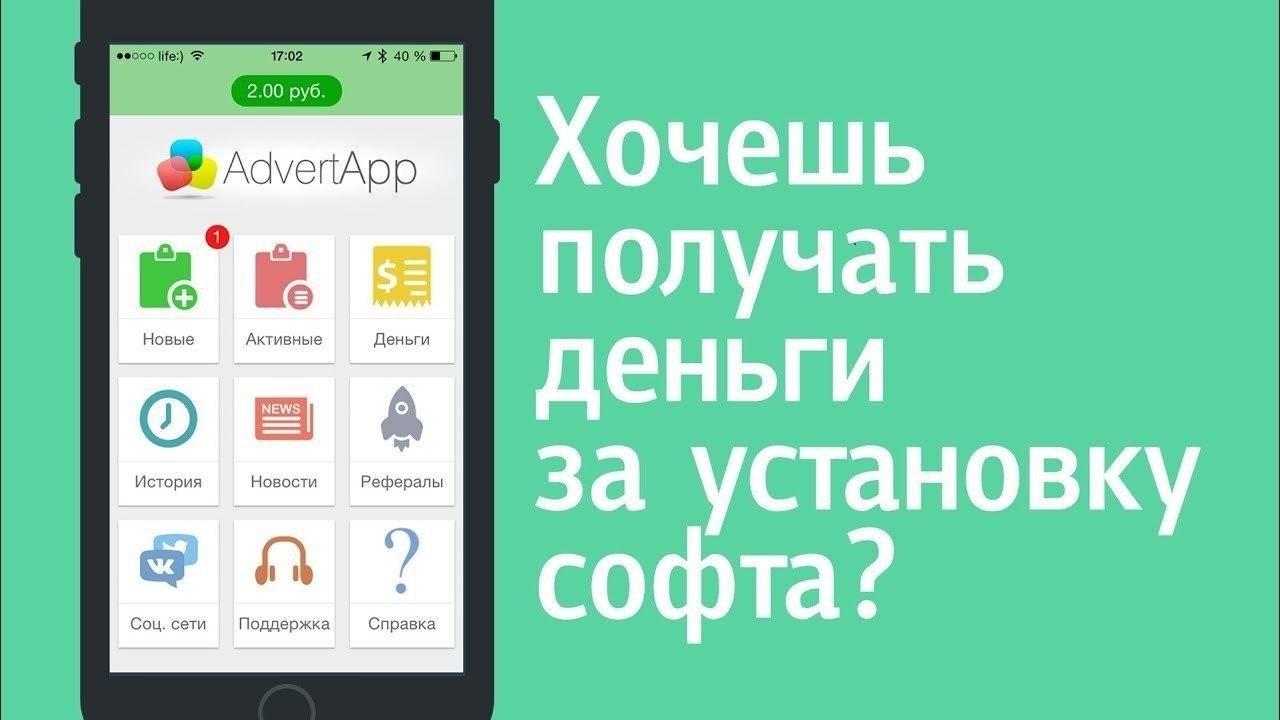 life:) 17:02 40 %
2.00 руб.
AdvertApp
1
Новые Активные Деньги
NEWS
История Новости Рефералы
Соц. сети Поддержка Справка
Хочешь
получать
деньги
за установку
софта?